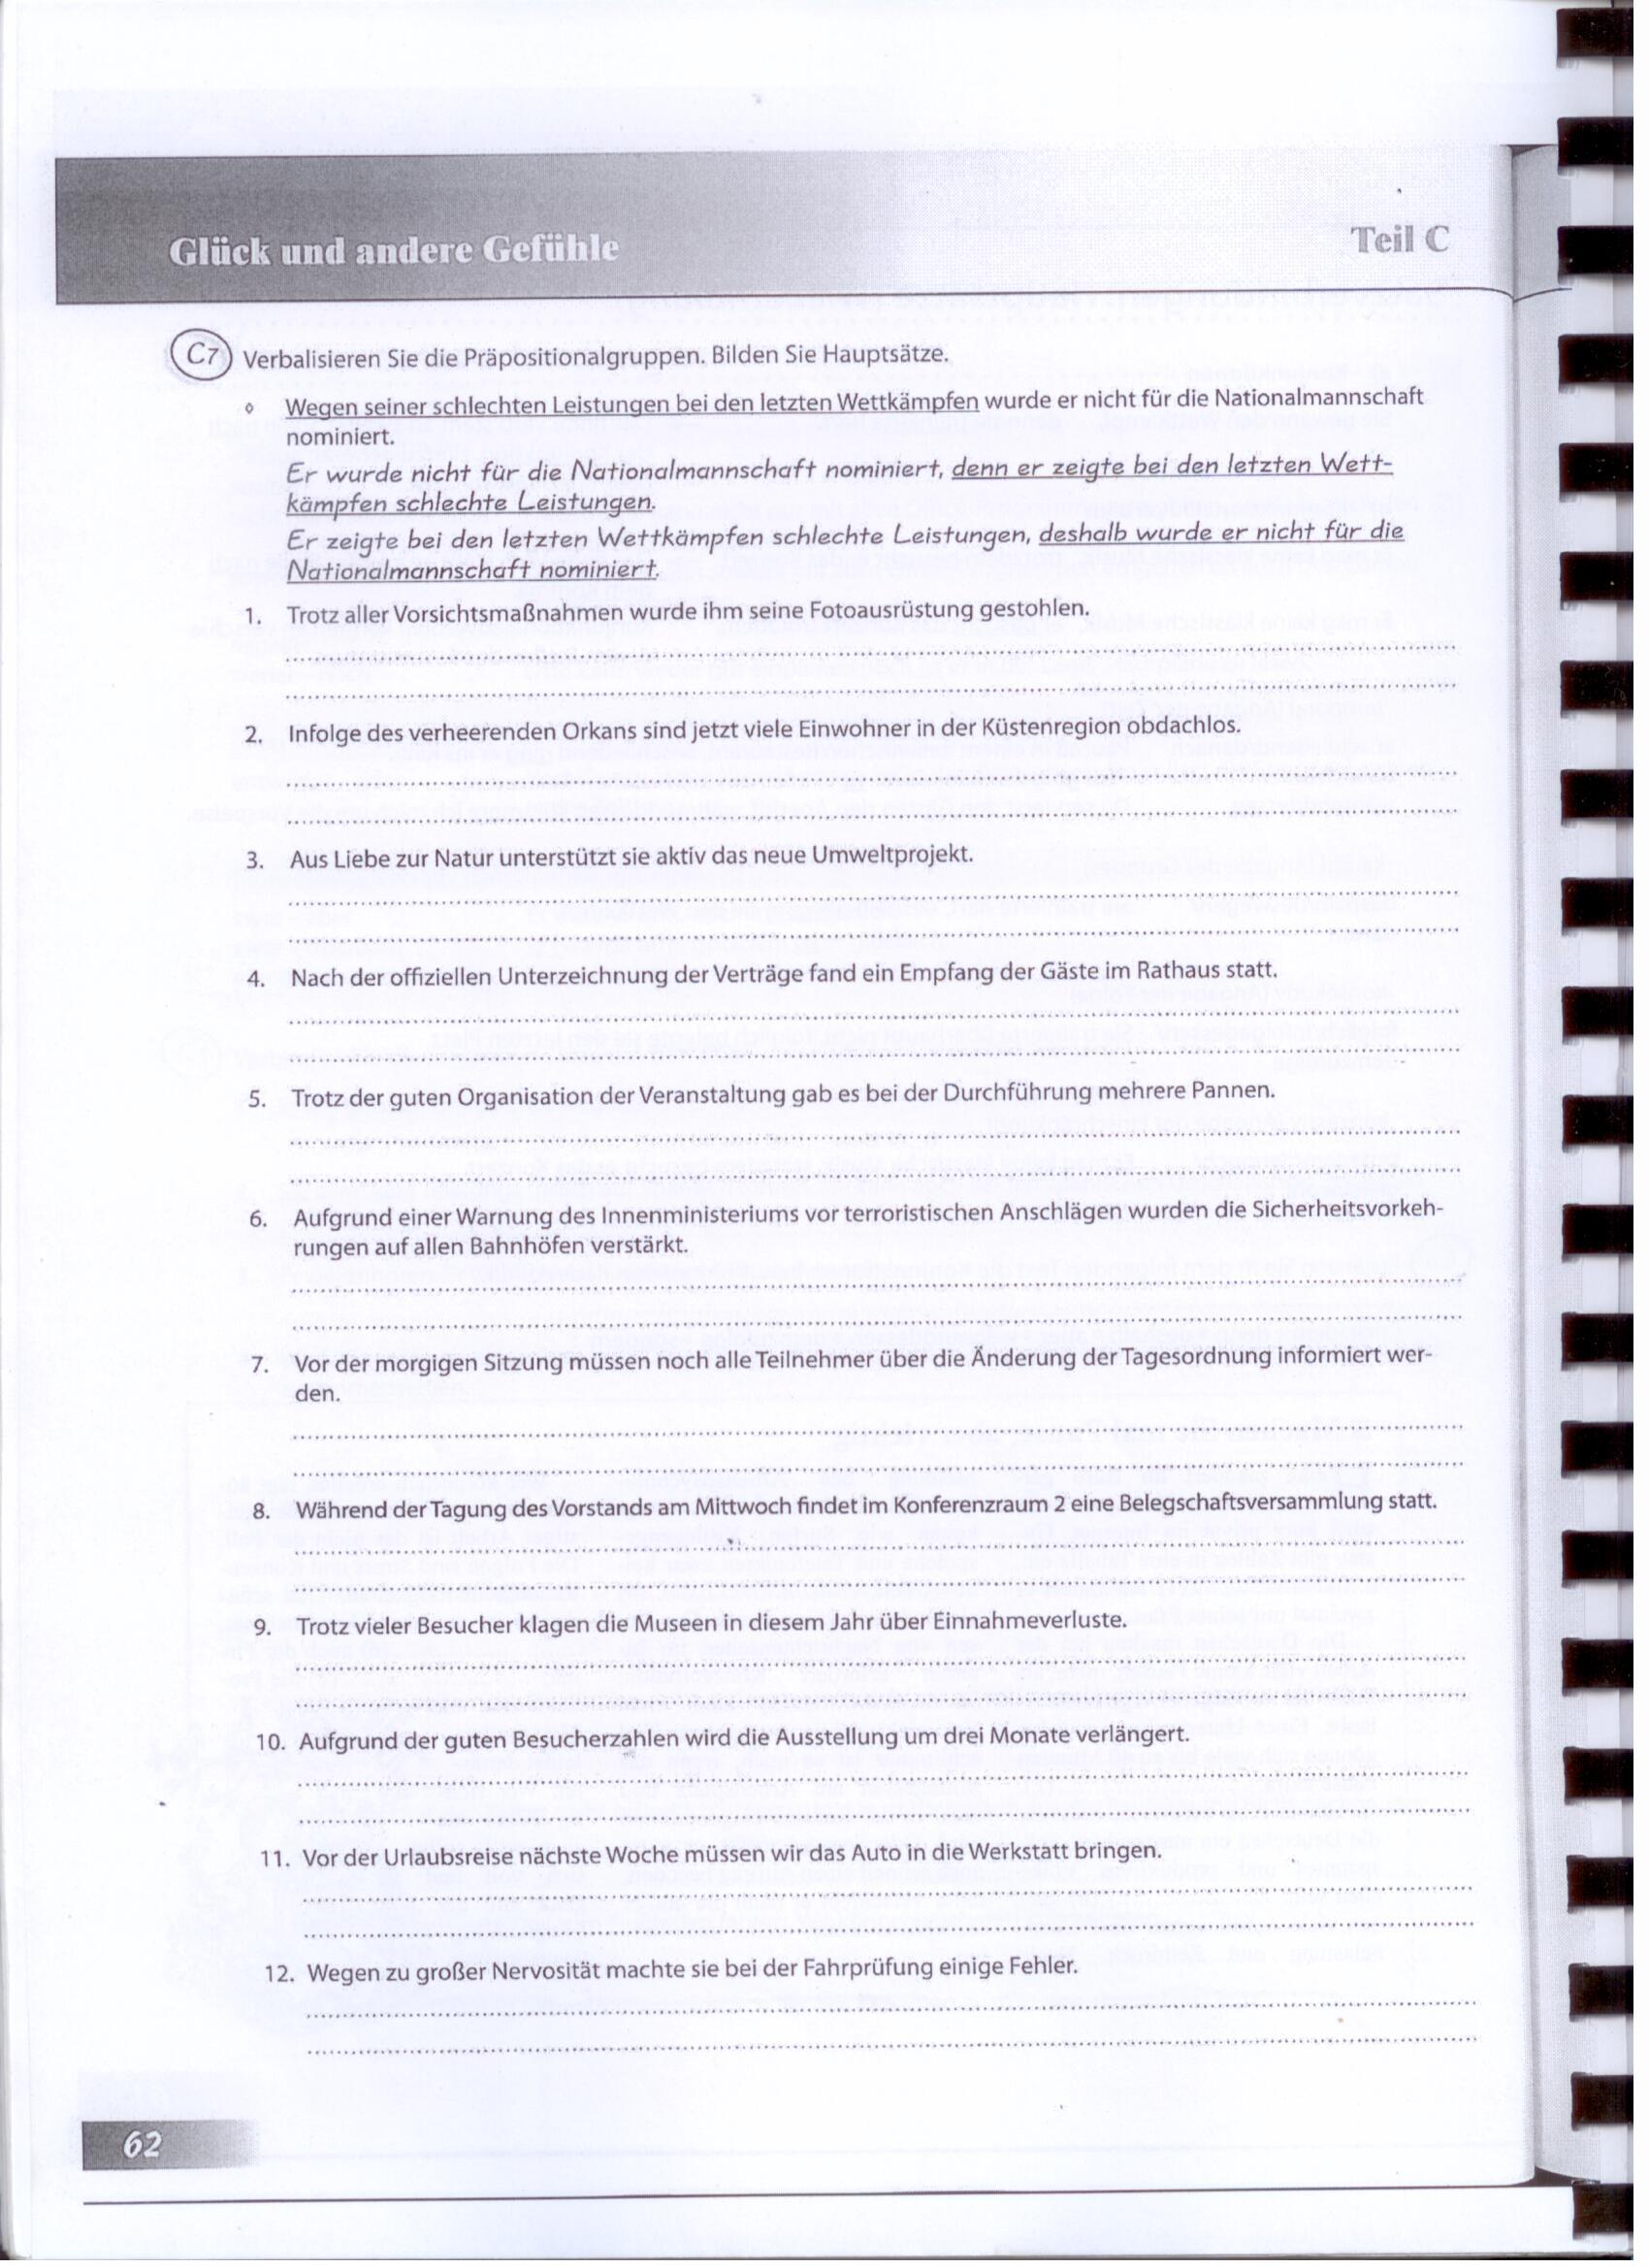 Glück und andere Gefühle
Teil C
C7 Verbalisieren Sie die Präpositionalgruppen. Bilden Sie Hauptsätze.
◊ Wegen seiner schlechten Leistungen bei den letzten Wettkämpfen wurde er nicht für die Nationalmannschaft
nominiert.
Er wurde nicht für die Nationalmannschaft nominiert, denn er zeigte bei den letzten Wett-
kämpfen schlechte Leistungen.
Er zeigte bei den letzten Wettkämpfen schlechte Leistungen, deshalb wurde er nicht für die
Nationalmannschaft nominiert.
1. Trotz aller Vorsichtsmaßnahmen wurde ihm seine Fotoausrüstung gestohlen.
2. Infolge des verheerenden Orkans sind jetzt viele Einwohner in der Küstenregion obdachlos.
3. Aus Liebe zur Natur unterstützt sie aktiv das neue Umweltprojekt.
4. Nach der offiziellen Unterzeichnung der Verträge fand ein Empfang der Gäste im Rathaus statt.
5. Trotz der guten Organisation der Veranstaltung gab es bei der Durchführung mehrere Pannen.
6. Aufgrund einer Warnung des Innenministeriums vor terroristischen Anschlägen wurden die Sicherheitsvorkeh-
rungen auf allen Bahnhöfen verstärkt.
7. Vor der morgigen Sitzung müssen noch alle Teilnehmer über die Änderung der Tagesordnung informiert wer-
den.
8. Während der Tagung des Vorstands am Mittwoch findet im Konferenzraum 2 eine Belegschaftsversammlung statt.
9. Trotz vieler Besucher klagen die Museen in diesem Jahr über Einnahmeverluste.
10. Aufgrund der guten Besucherzahlen wird die Ausstellung um drei Monate verlängert.
11. Vor der Urlaubsreise nächste Woche müssen wir das Auto in die Werkstatt bringen.
12. Wegen zu großer Nervosität machte sie bei der Fahrprüfung einige Fehler.
62